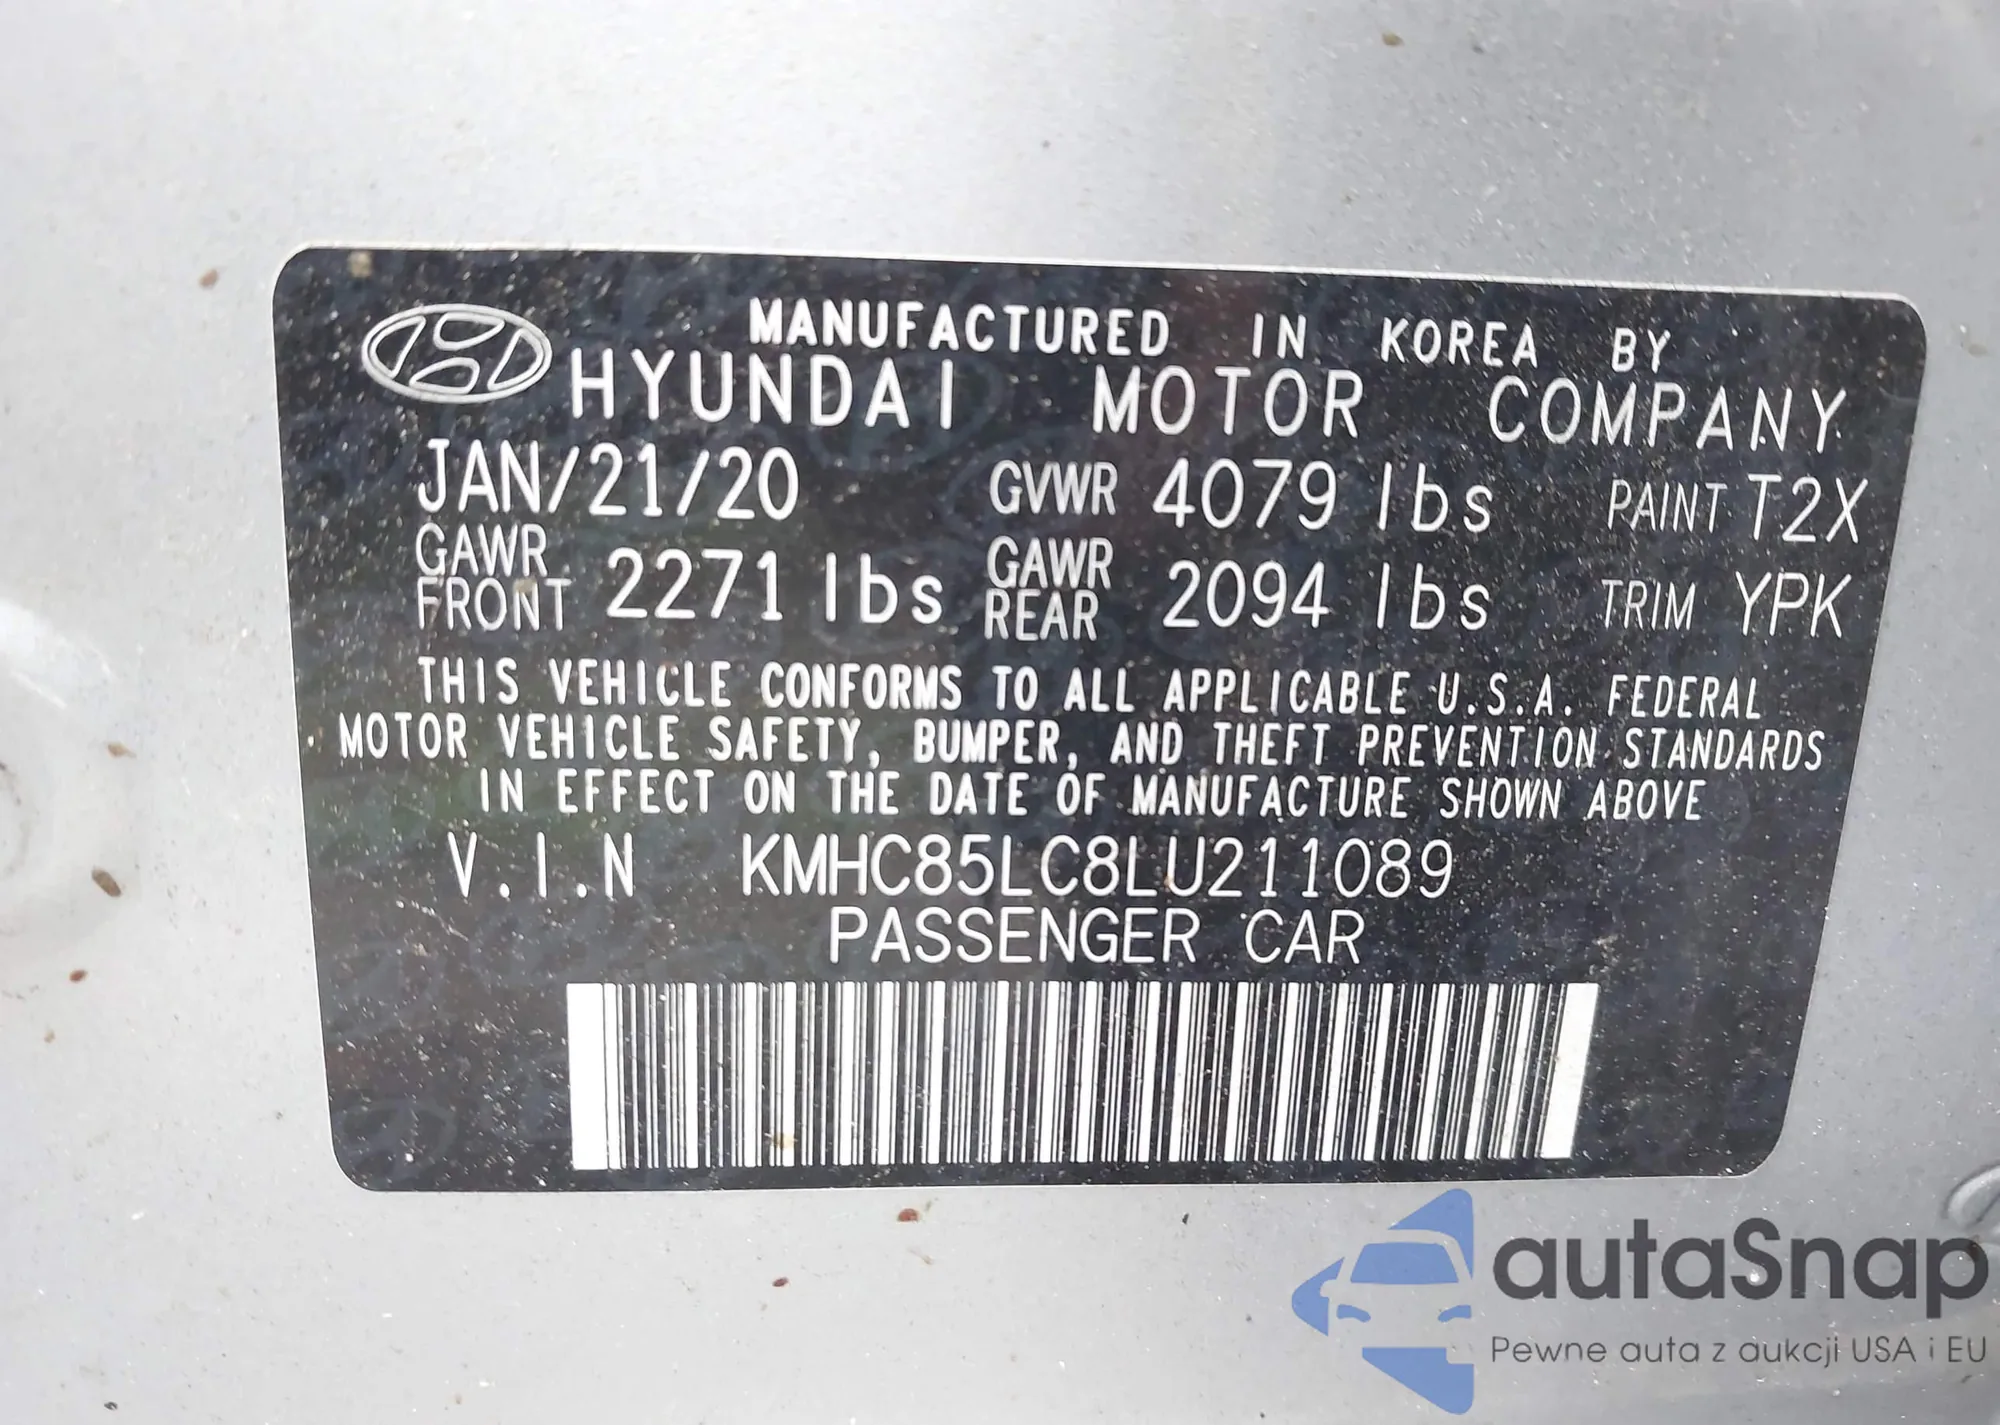 MANUFACTURED IN KOREA BY
HYUNDAI MOTOR COMPANY
JAN/21/20 GVWR 4079 lbs PAINT T2X
GAWR FRONT 2271 lbs GAWR REAR 2094 lbs TRIM YPK
THIS VEHICLE CONFORMS TO ALL APPLICABLE U.S.A. FEDERAL
MOTOR VEHICLE SAFETY, BUMPER, AND THEFT PREVENTION STANDARDS
IN EFFECT ON THE DATE OF MANUFACTURE SHOWN ABOVE
V.I.N KMHC85LC8LU211089
PASSENGER CAR
autaSnap
Pewne auta z aukcji USA i EU